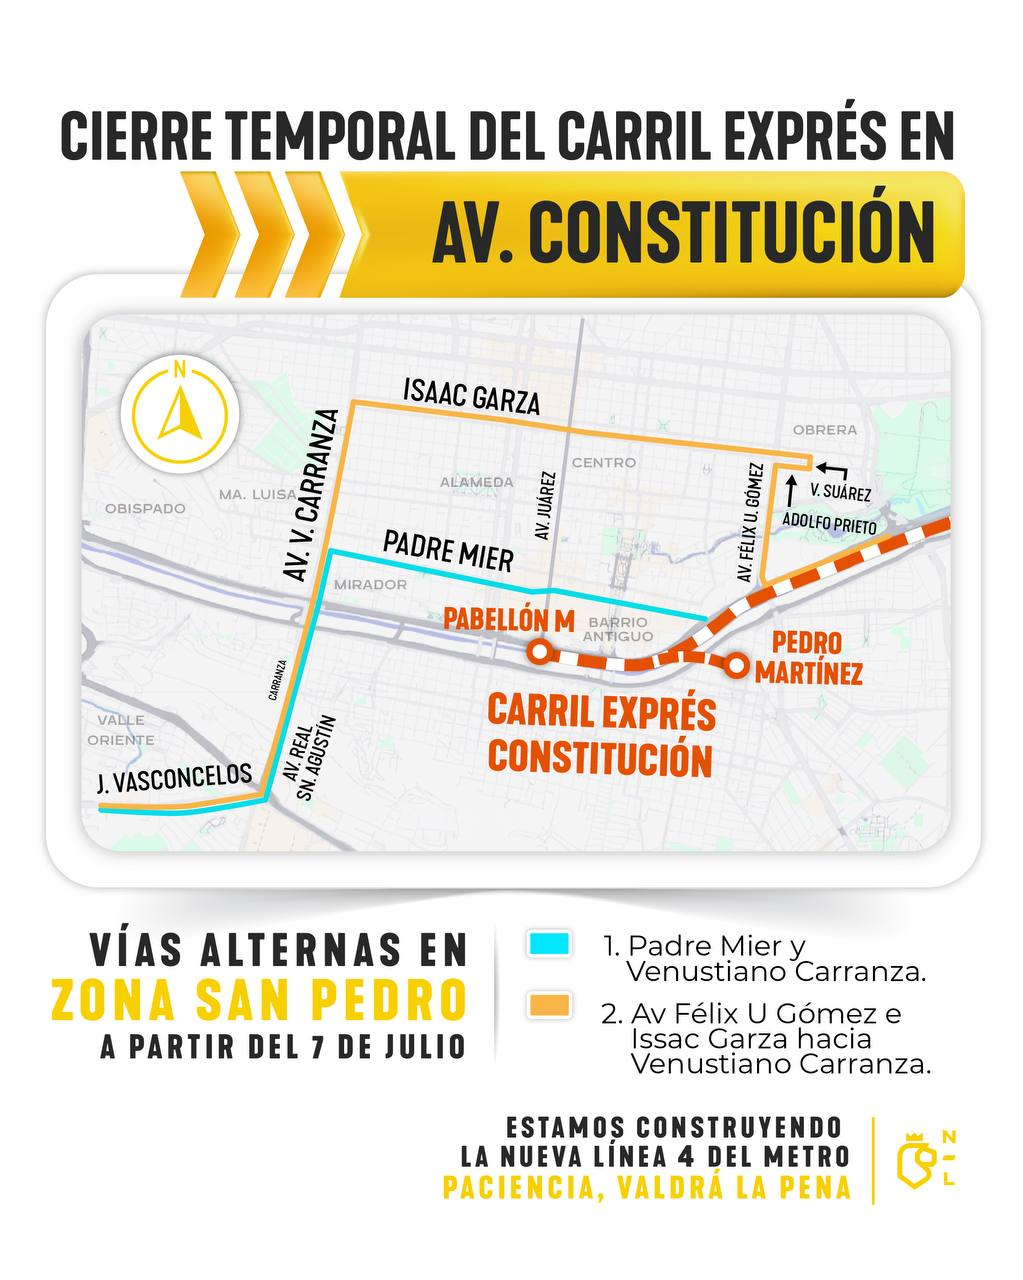 CIERRE TEMPORAL DEL CARRIL EXPRÉS EN
AV. CONSTITUCIÓN
N
ISAAC GARZA
AV. V. CARRANZA
OBRERA
CENTRO
ALAMEDA
MA. LUISA
OBISPADO
AV. JUÁREZ
AV. FÉLIX U. GÓMEZ
V. SUÁREZ
ADOLFO PRIETO
PADRE MIER
MIRADOR
PABELLÓN M
BARRIO
ANTIGUO
PEDRO
MARTÍNEZ
CARRANZA
CARRIL EXPRÉS
CONSTITUCIÓN
VALLE
ORIENTE
AV. REAL
SN. AGUSTÍN
J. VASCONCELOS
VÍAS ALTERNAS EN
ZONA SAN PEDRO
A PARTIR DEL 7 DE JULIO
1. Padre Mier y
Venustiano Carranza.
2. Av Félix U Gómez e
Issac Garza hacia
Venustiano Carranza.
ESTAMOS CONSTRUYENDO
LA NUEVA LÍNEA 4 DEL METRO
PACIENCIA, VALDRÁ LA PENA
N
L